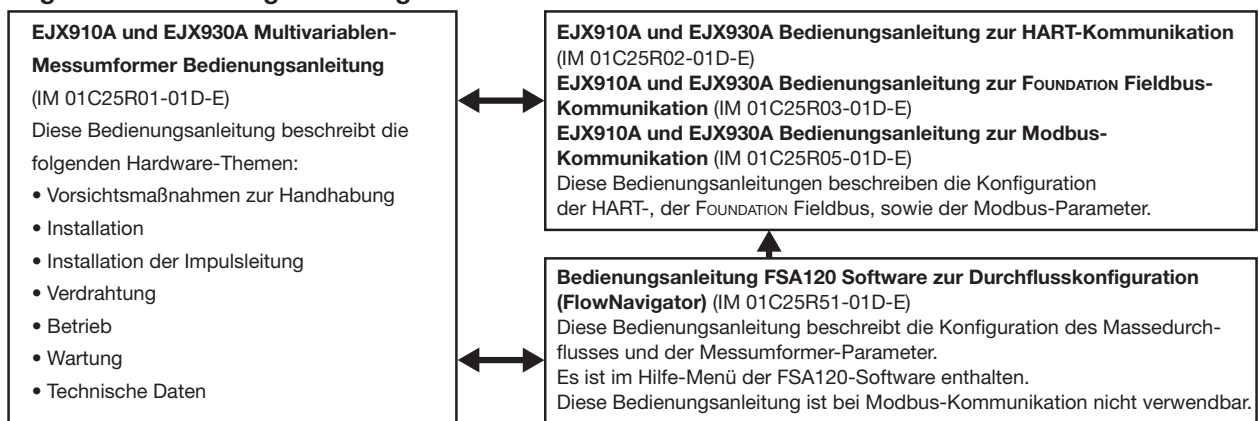 EJX910A und EJX930A Multivariablen-
Messumformer Bedienungsanleitung
(IM 01C25R01-01D-E)
Diese Bedienungsanleitung beschreibt die
folgenden Hardware-Themen:
• Vorsichtsmaßnahmen zur Handhabung
• Installation
• Installation der Impulsleitung
• Verdrahtung
• Betrieb
• Wartung
• Technische Daten
EJX910A und EJX930A Bedienungsanleitung zur HART-Kommunikation
(IM 01C25R02-01D-E)
EJX910A und EJX930A Bedienungsanleitung zur FOUNDATION Fieldbus-
Kommunikation (IM 01C25R03-01D-E)
EJX910A und EJX930A Bedienungsanleitung zur Modbus-
Kommunikation (IM 01C25R05-01D-E)
Diese Bedienungsanleitungen beschreiben die Konfiguration
der HART-, der FOUNDATION Fieldbus, sowie der Modbus-Parameter.
Bedienungsanleitung FSA120 Software zur Durchflusskonfiguration
(FlowNavigator) (IM 01C25R51-01D-E)
Diese Bedienungsanleitung beschreibt die Konfiguration des Massedurch-
flusses und der Messumformer-Parameter.
Es ist im Hilfe-Menü der FSA120-Software enthalten.
Diese Bedienungsanleitung ist bei Modbus-Kommunikation nicht verwendbar.